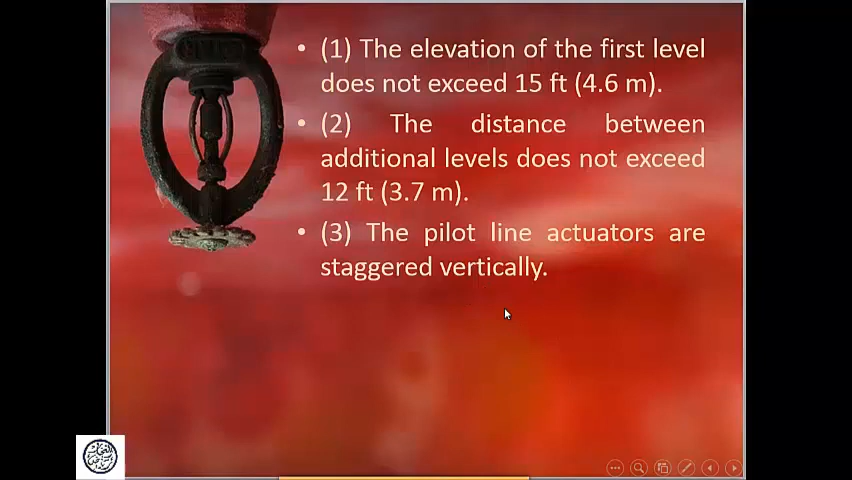 • (1) The elevation of the first level
does not exceed 15 ft (4.6 m).
• (2) The distance between
additional levels does not exceed
12 ft (3.7 m).
• (3) The pilot line actuators are
staggered vertically.